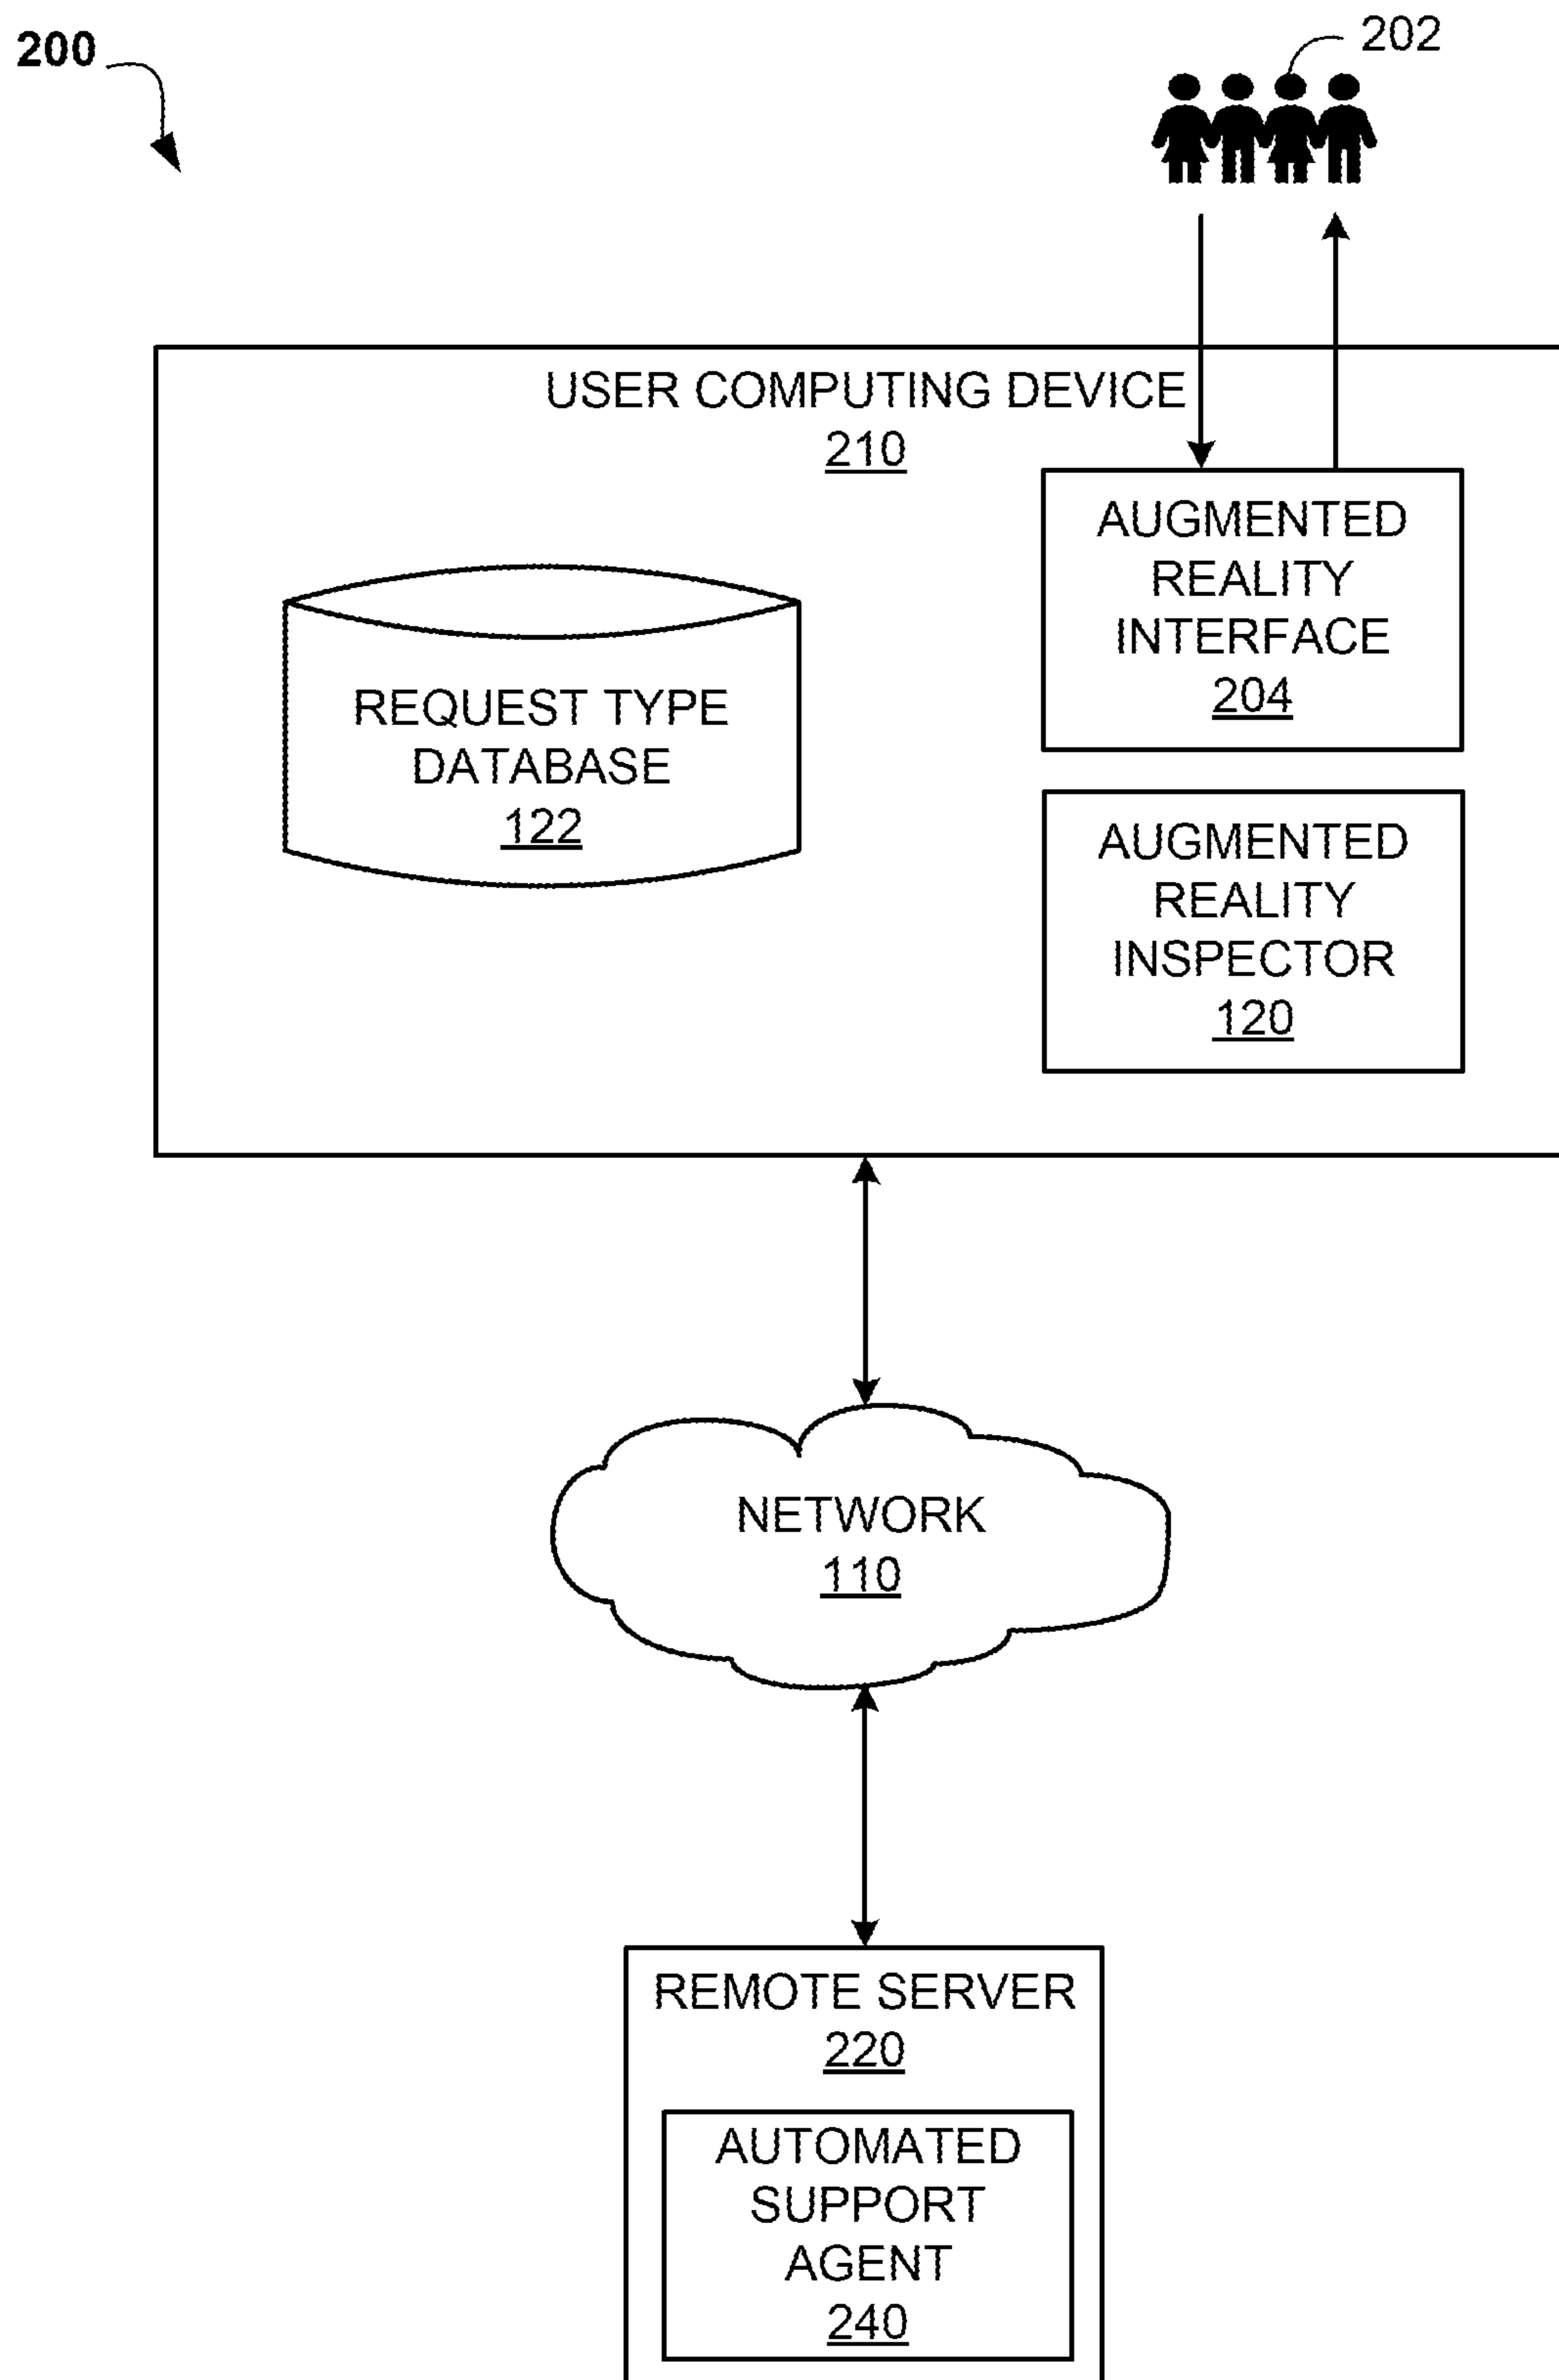 200
202
USER COMPUTING DEVICE
210
AUGMENTED
REALITY
INTERFACE
204
REQUEST TYPE
DATABASE
122
AUGMENTED
REALITY
INSPECTOR
120
NETWORK
110
REMOTE SERVER
220
AUTOMATED
SUPPORT
AGENT
240